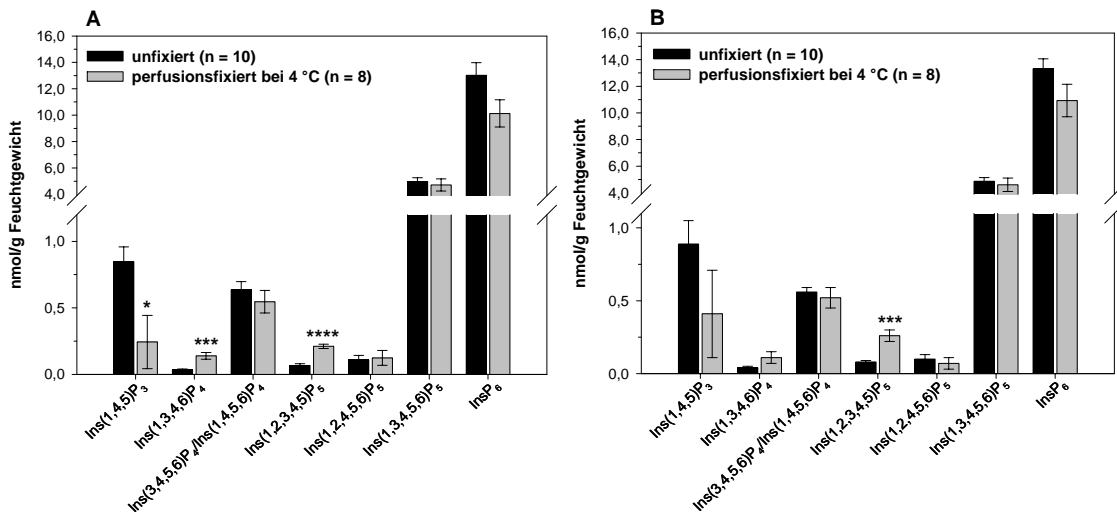 A
unfixiert (n = 10)
perfusionsfixiert bei 4 °C (n = 8)
nmol/g Feuchtgewicht
16,0
14,0
12,0
10,0
8,0
6,0
4,0
1,0
0,5
0,0
*
***
****
Ins(1,4,5)P3
Ins(1,3,4,6)P4
Ins(3,4,5,6)P4/Ins(1,4,5,6)P4
Ins(1,2,3,4,5)P5
Ins(1,2,4,5,6)P5
Ins(1,3,4,5,6)P5
InsP6
B
unfixiert (n = 10)
perfusionsfixiert bei 4 °C (n = 8)
nmol/g Feuchtgewicht
16,0
14,0
12,0
10,0
8,0
6,0
4,0
1,0
0,5
0,0
***
Ins(1,4,5)P3
Ins(1,3,4,6)P4
Ins(3,4,5,6)P4/Ins(1,4,5,6)P4
Ins(1,2,3,4,5)P5
Ins(1,2,4,5,6)P5
Ins(1,3,4,5,6)P5
InsP6